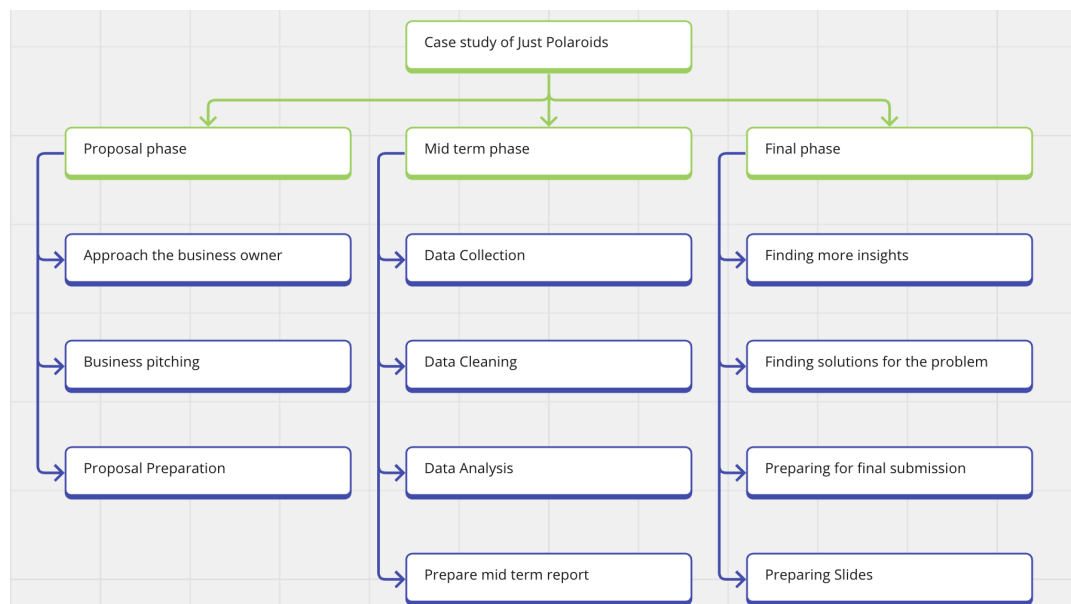 Case study of Just Polaroids
Proposal phase
Mid term phase
Final phase
Approach the business owner
Data Collection
Finding more insights
Business pitching
Data Cleaning
Finding solutions for the problem
Proposal Preparation
Data Analysis
Preparing for final submission
Prepare mid term report
Preparing Slides